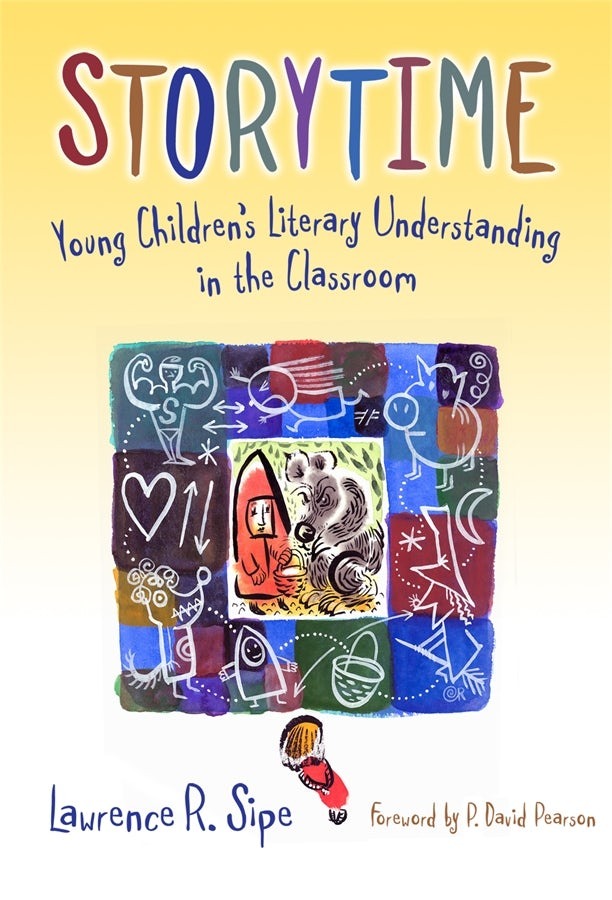 STORYTIME
Young Children's Literary Understanding
in the Classroom
S
Lawrence R. Sipe
Foreword by P. David Pearson